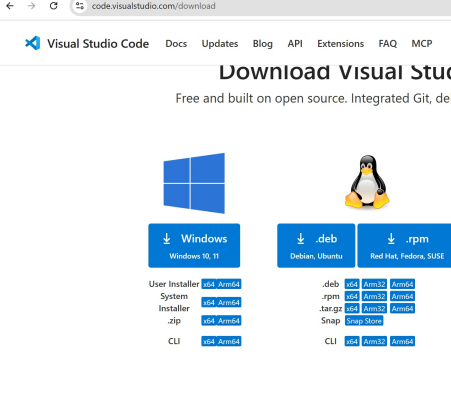 code.visualstudio.com/download
Visual Studio Code Docs Updates Blog API Extensions FAQ MCP
Download Visual Stu
Free and built on open source. Integrated Git, de
Windows
Windows 10, 11
.deb
Debian, Ubuntu
.rpm
Red Hat, Fedora, SUSE
User Installer x64 Arm64
System Installer x64 Arm64
.zip x64 Arm64
CLI x64 Arm64
.deb x64 Arm32 Arm64
.rpm x64 Arm32 Arm64
.tar.gz x64 Arm32 Arm64
Snap Snap Store
CLI x64 Arm32 Arm64